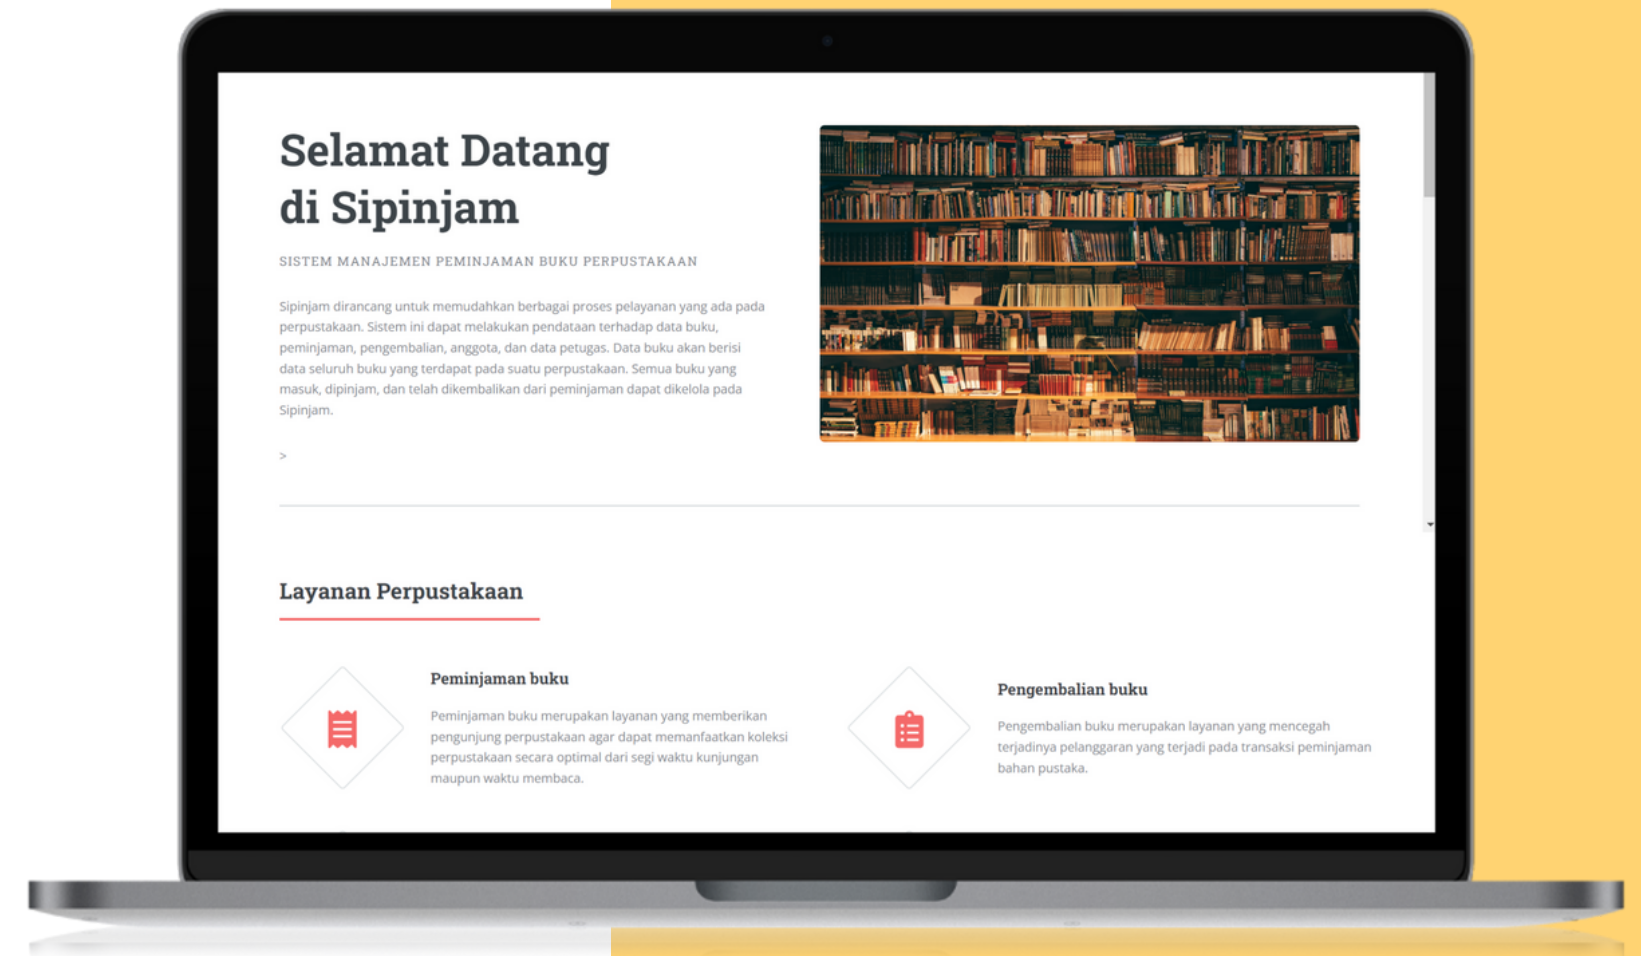 Selamat Datang
di Sipinjam
SISTEM MANAJEMEN PEMINJAMAN BUKU PERPUSTAKAAN
Sipinjam dirancang untuk memudahkan berbagai proses pelayanan yang ada pada
perpustakaan. Sistem ini dapat melakukan pendataan terhadap data buku,
peminjaman, pengembalian, anggota, dan data petugas. Data buku akan berisi
data seluruh buku yang terdapat pada suatu perpustakaan. Semua buku yang
masuk, dipinjam, dan telah dikembalikan dari peminjaman dapat dikelola pada
Sipinjam.
>
Layanan Perpustakaan
Peminjaman buku
Peminjaman buku merupakan layanan yang memberikan
pengunjung perpustakaan agar dapat memanfaatkan koleksi
perpustakaan secara optimal dari segi waktu kunjungan
maupun waktu membaca.
Pengembalian buku
Pengembalian buku merupakan layanan yang mencegah
terjadinya pelanggaran yang terjadi pada transaksi peminjaman
bahan pustaka.